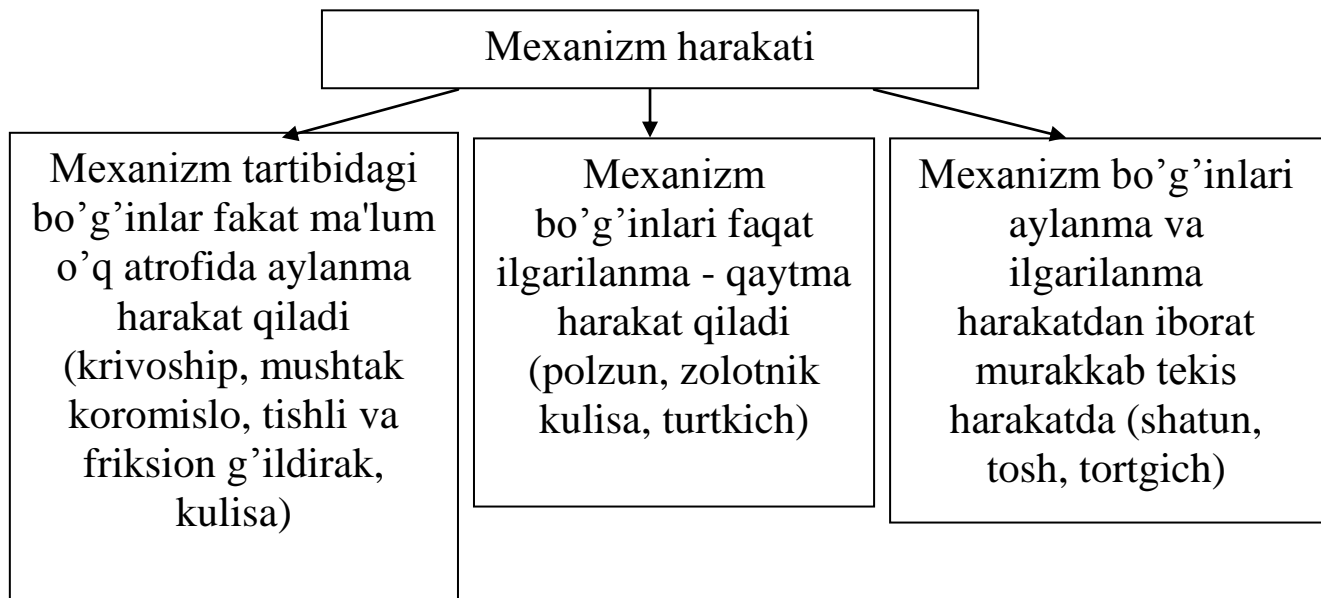 Mexanizm harakati
Mexanizm tartibidagi
bo’g’inlar fakat ma'lum
o’q atrofida aylanma
harakat qiladi
(krivoship, mushtak
koromislo, tishli va
friksion g’ildirak,
kulisa)
Mexanizm
bo’g’inlari faqat
ilgarilanma - qaytma
harakat qiladi
(polzun, zolotnik
kulisa, turtkich)
Mexanizm bo’g’inlari
aylanma va
ilgarilanma
harakatdan iborat
murakkab tekis
harakatda (shatun,
tosh, tortgich)